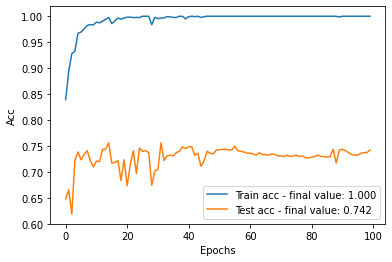 1.00
0.95
0.90
0.85
0.80
0.75
0.70
0.65
0.60
Acc
Train acc - final value: 1.000
Test acc - final value: 0.742
0 20 40 60 80 100
Epochs